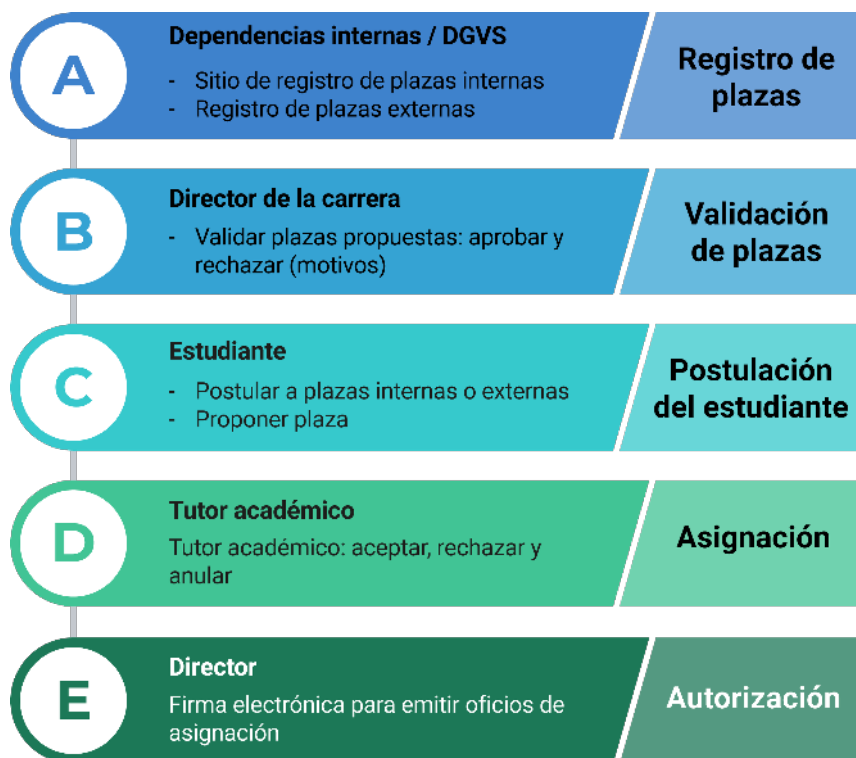 A
Dependencias internas / DGVS
- Sitio de registro de plazas internas
- Registro de plazas externas
Registro de
plazas
B
Director de la carrera
- Validar plazas propuestas: aprobar y
rechazar (motivos)
Validación
de plazas
C
Estudiante
- Postular a plazas internas o externas
- Proponer plaza
Postulación
del estudiante
D
Tutor académico
Tutor académico: aceptar, rechazar y
anular
Asignación
E
Director
Firma electrónica para emitir oficios de
asignación
Autorización